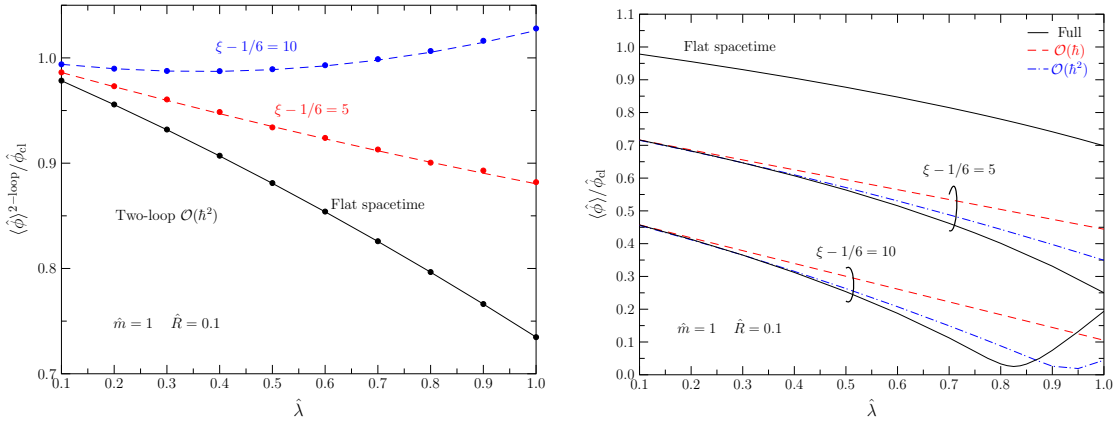 1.0
0.9
0.8
0.7
0.1 0.2 0.3 0.4 0.5 0.6 0.7 0.8 0.9 1.0
⟨ϕ̂⟩²⁻ˡᵒᵒᵖ/ϕ̂cl
λ̂
ξ − 1/6 = 10
ξ − 1/6 = 5
Flat spacetime
Two-loop 𝒪(ħ²)
m̂ = 1 R̂ = 0.1
1.1
1.0
0.9
0.8
0.7
0.6
0.5
0.4
0.3
0.2
0.1
0.0
0.1 0.2 0.3 0.4 0.5 0.6 0.7 0.8 0.9 1.0
⟨ϕ̂⟩/ϕ̂cl
λ̂
Flat spacetime
Full
𝒪(ħ)
𝒪(ħ²)
ξ − 1/6 = 5
ξ − 1/6 = 10
m̂ = 1 R̂ = 0.1